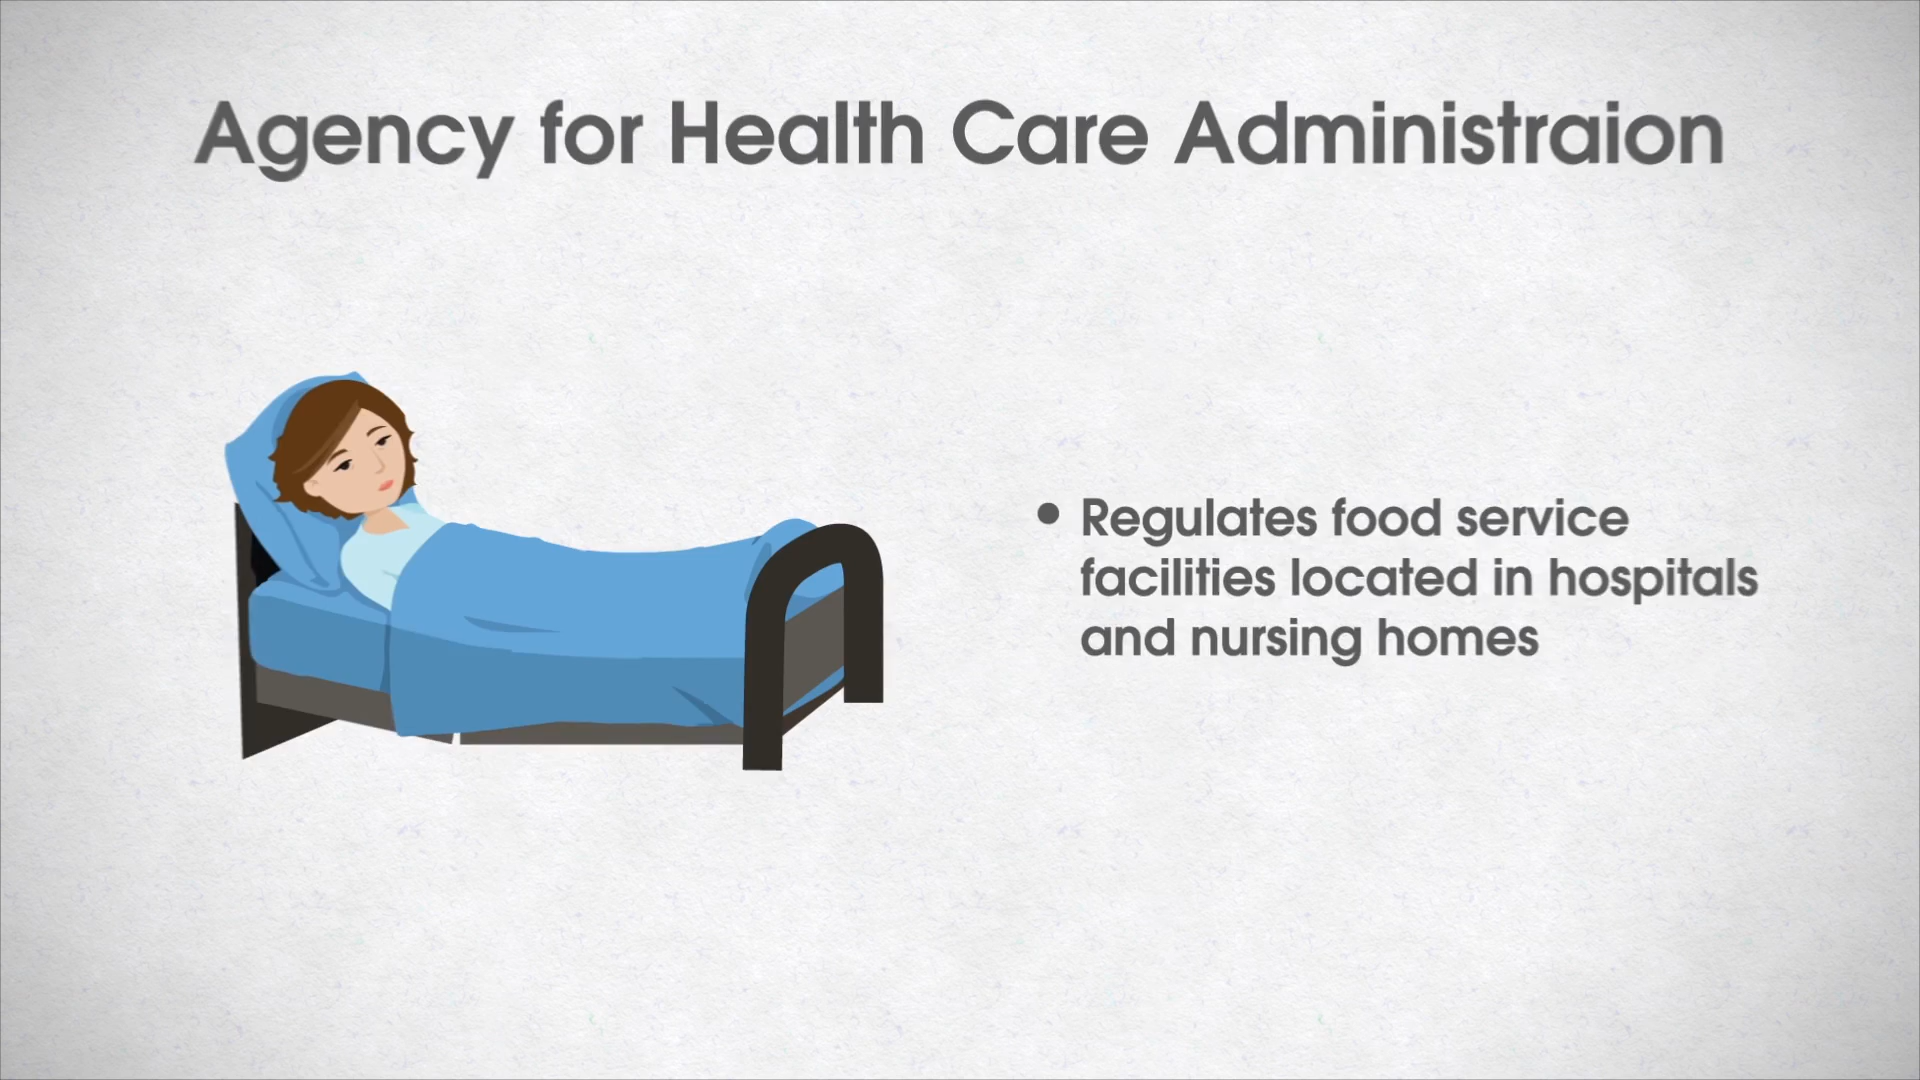 Agency for Health Care Administraion
• Regulates food service
facilities located in hospitals
and nursing homes